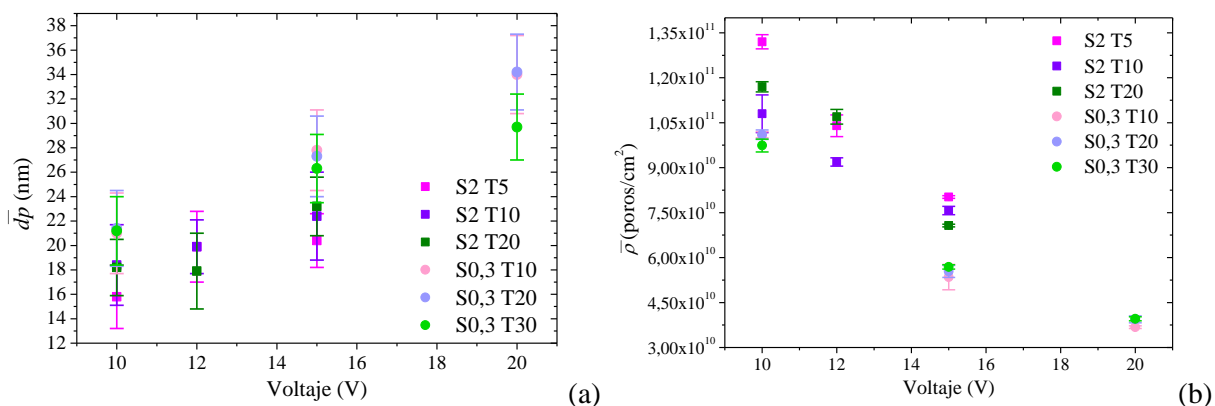 38
36
34
32
30
28
26
24
22
20
18
16
14
12
dp (nm)
S2 T5
S2 T10
S2 T20
S0,3 T10
S0,3 T20
S0,3 T30
10 12 14 16 18 20
Voltaje (V)
(a)
1,35x10¹¹
1,20x10¹¹
1,05x10¹¹
9,00x10¹⁰
7,50x10¹⁰
6,00x10¹⁰
4,50x10¹⁰
3,00x10¹⁰
ρ (poros/cm²)
S2 T5
S2 T10
S2 T20
S0,3 T10
S0,3 T20
S0,3 T30
10 12 14 16 18 20
Voltaje (V)
(b)